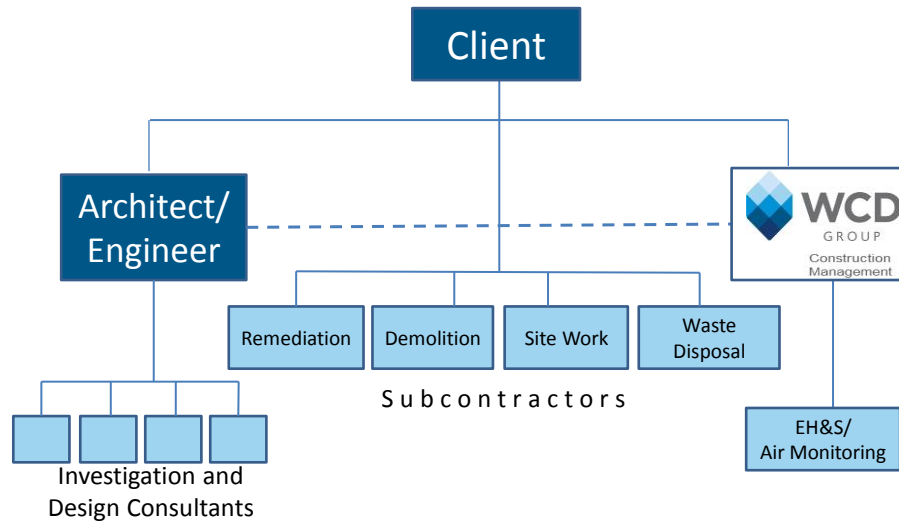 Client
Architect/
Engineer
WCD
GROUP
Construction
Management
Remediation
Demolition
Site Work
Waste
Disposal
Subcontractors
EH&S/
Air Monitoring
Investigation and
Design Consultants